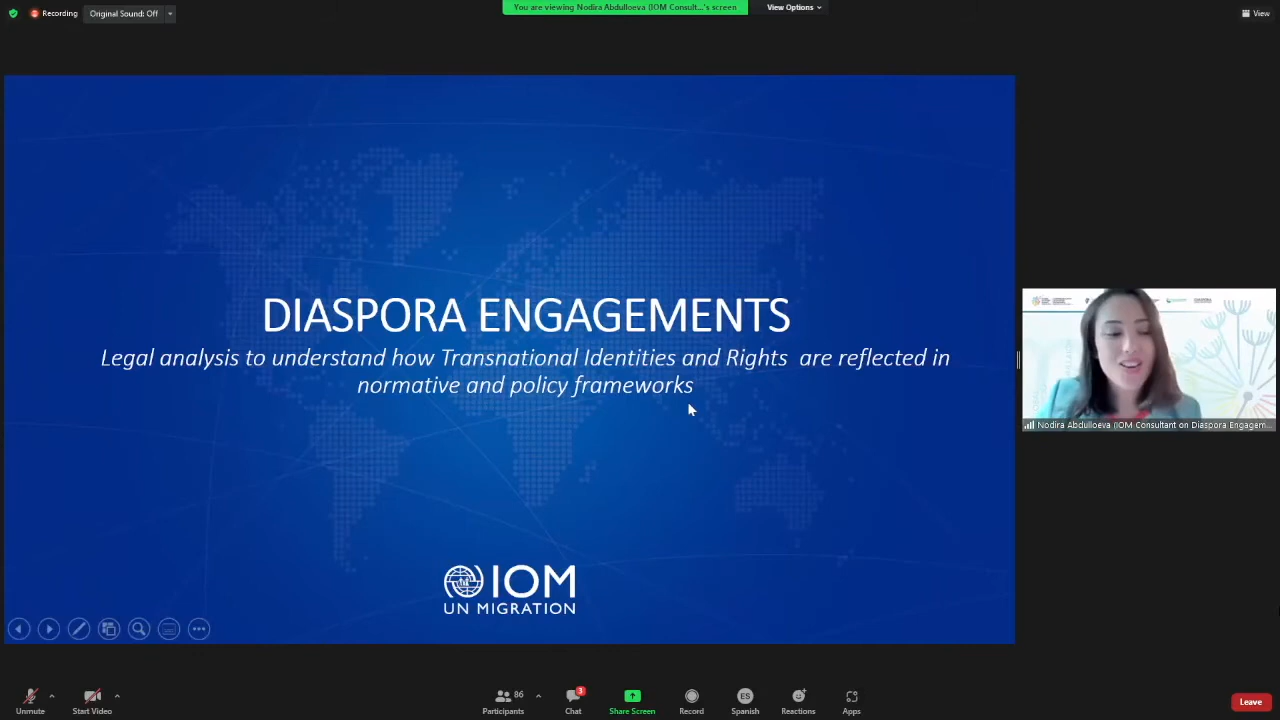 Recording
Original Sound: Off
You are viewing Nodira Abdulloeva (IOM Consult...'s screen
View Options
View
DIASPORA ENGAGEMENTS
Legal analysis to understand how Transnational Identities and Rights are reflected in
normative and policy frameworks
IOM
UN MIGRATION
Nodira Abdulloeva (IOM Consultant on Diaspora Engagem...
Unmute
Start Video
86
Participants
3
Chat
Share Screen
Record
ES
Spanish
Reactions
Apps
Leave